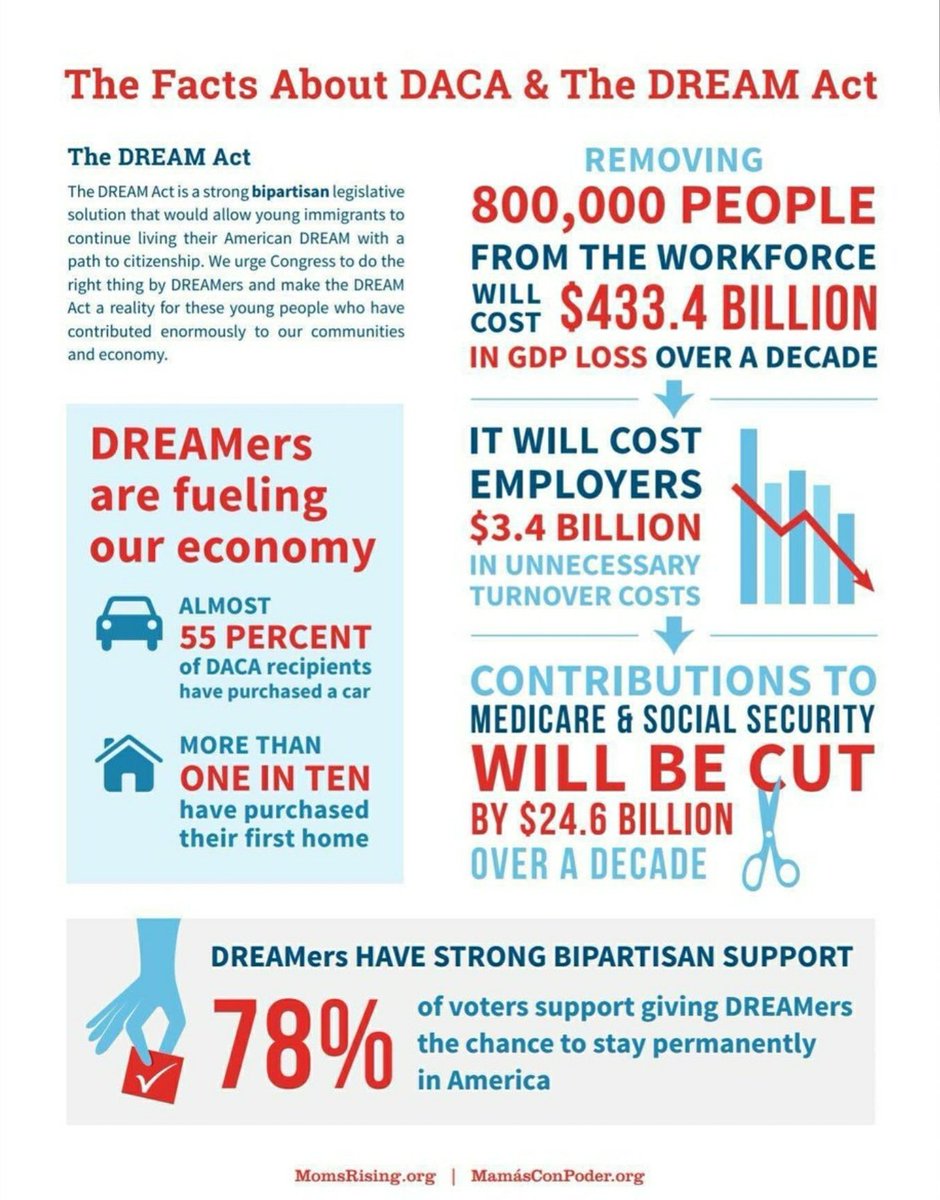 The Facts About DACA & The DREAM Act
The DREAM Act
The DREAM Act is a strong bipartisan legislative
solution that would allow young immigrants to
continue living their American DREAM with a
path to citizenship. We urge Congress to do the
right thing by DREAMers and make the DREAM
Act a reality for these young people who have
contributed enormously to our communities
and economy.
DREAMers
are fueling
our economy
ALMOST
55 PERCENT
of DACA recipients
have purchased a car
MORE THAN
ONE IN TEN
have purchased
their first home
REMOVING
800,000 PEOPLE
FROM THE WORKFORCE
WILL
COST $433.4 BILLION
IN GDP LOSS OVER A DECADE
IT WILL COST
EMPLOYERS
$3.4 BILLION
IN UNNECESSARY
TURNOVER COSTS
CONTRIBUTIONS TO
MEDICARE & SOCIAL SECURITY
WILL BE CUT
BY $24.6 BILLION
OVER A DECADE
DREAMers HAVE STRONG BIPARTISAN SUPPORT
78%
of voters support giving DREAMers
the chance to stay permanently
in America
MomsRising.org | MamásConPoder.org